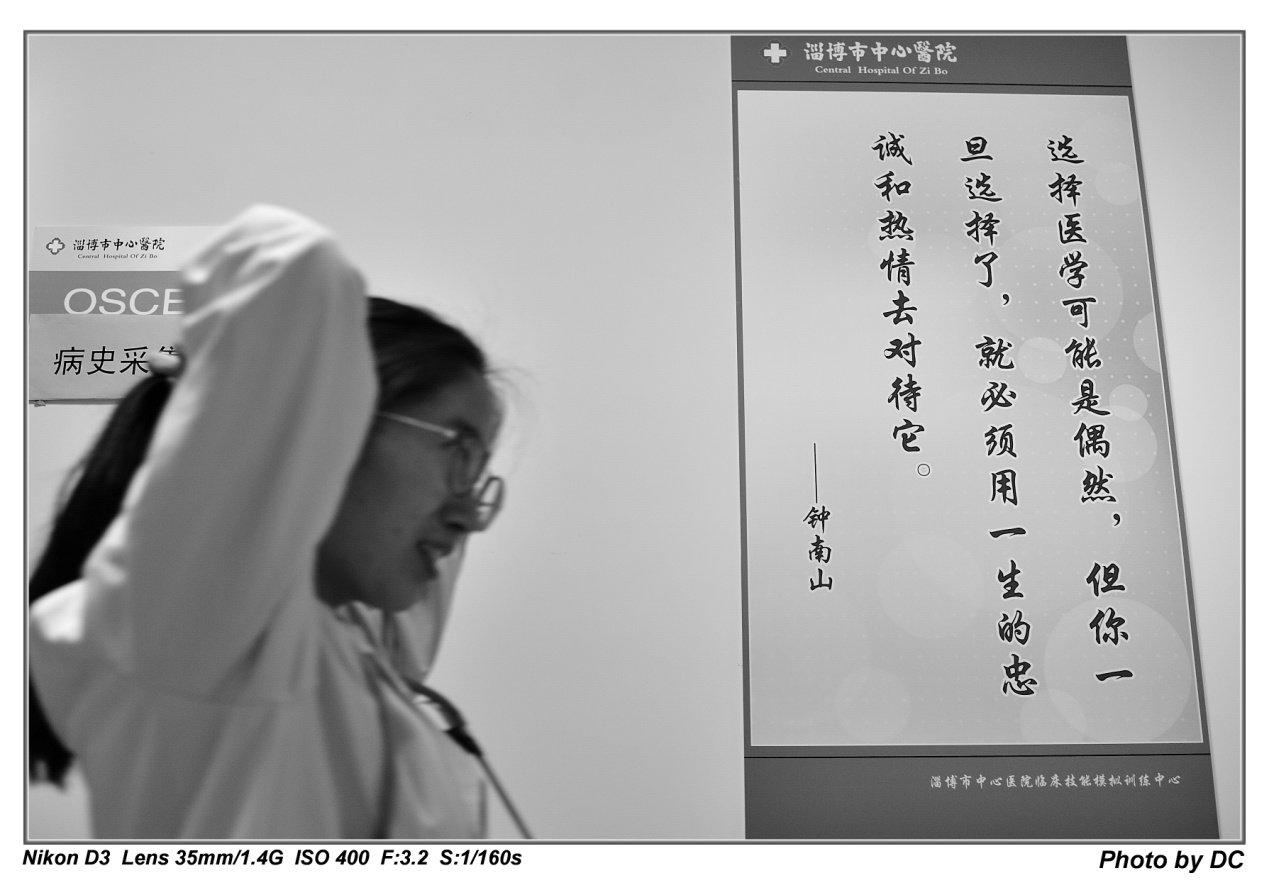 淄博市中心醫院
Central Hospital Of Zi Bo
选择医学可能是偶然，但你一
旦选择了，就必须用一生的忠
诚和热情去对待它。
——钟南山
淄博市中心医院临床技能模拟训练中心
淄博市中心醫院
Central Hospital Of Zi Bo
OSCE
病史采
Nikon D3 Lens 35mm/1.4G ISO 400 F:3.2 S:1/160s
Photo by DC